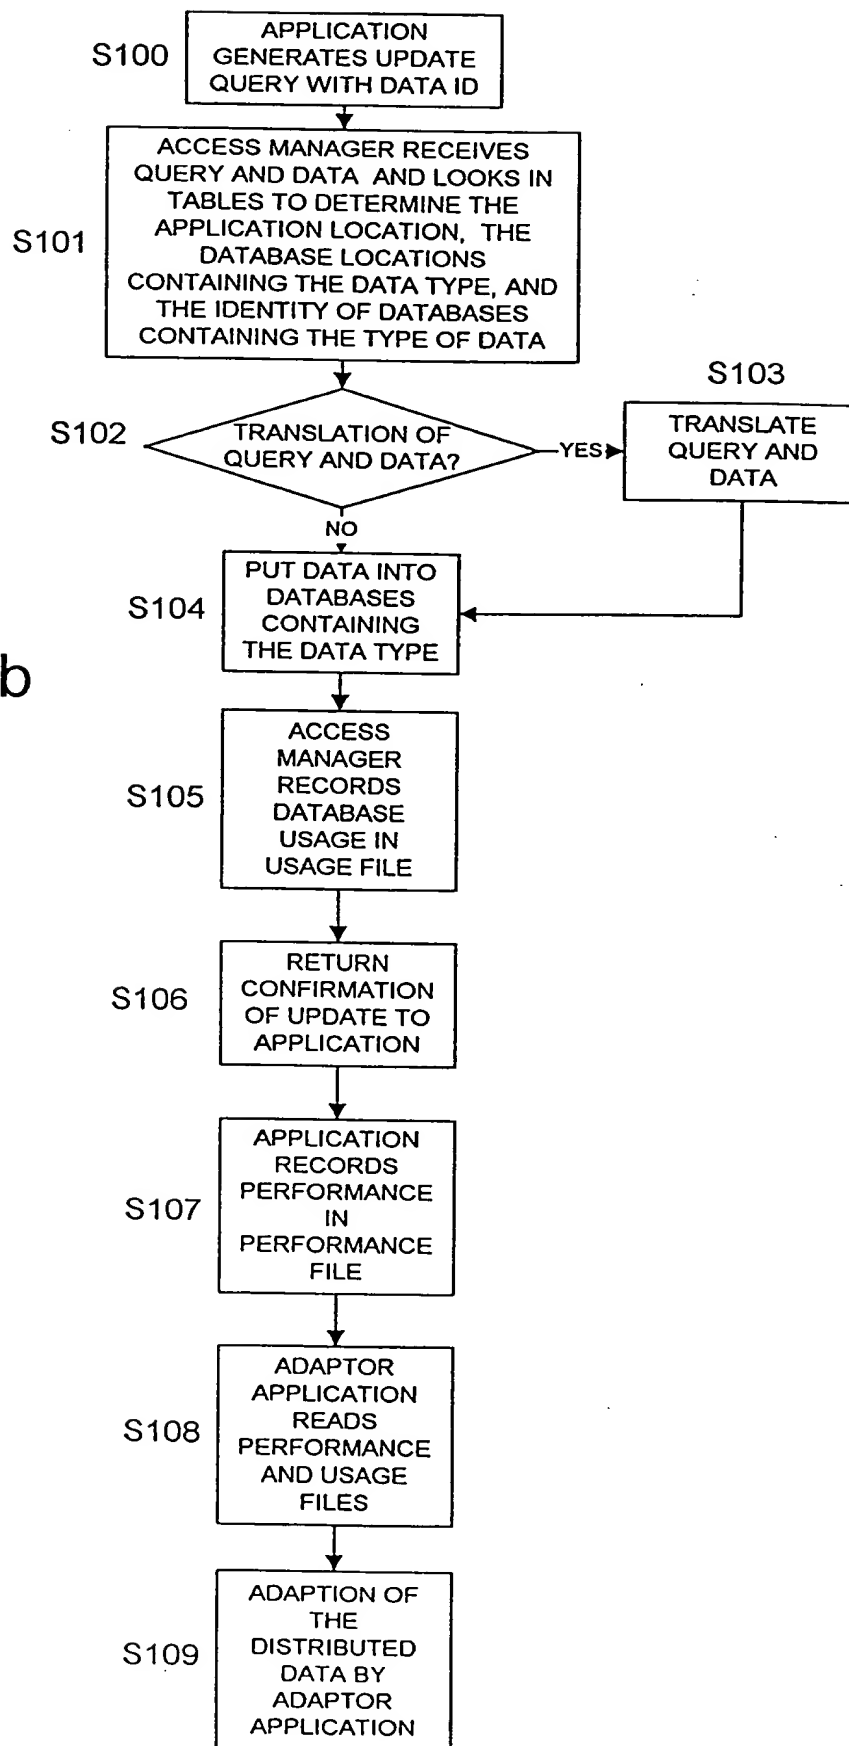 S100
APPLICATION
GENERATES UPDATE
QUERY WITH DATA ID
S101
ACCESS MANAGER RECEIVES
QUERY AND DATA AND LOOKS IN
TABLES TO DETERMINE THE
APPLICATION LOCATION, THE
DATABASE LOCATIONS
CONTAINING THE DATA TYPE, AND
THE IDENTITY OF DATABASES
CONTAINING THE TYPE OF DATA
S102
TRANSLATION OF
QUERY AND DATA?
YES
S103
TRANSLATE
QUERY AND
DATA
NO
S104
PUT DATA INTO
DATABASES
CONTAINING
THE DATA TYPE
b
S105
ACCESS
MANAGER
RECORDS
DATABASE
USAGE IN
USAGE FILE
S106
RETURN
CONFIRMATION
OF UPDATE TO
APPLICATION
S107
APPLICATION
RECORDS
PERFORMANCE
IN
PERFORMANCE
FILE
S108
ADAPTOR
APPLICATION
READS
PERFORMANCE
AND USAGE
FILES
S109
ADAPTION OF
THE
DISTRIBUTED
DATA BY
ADAPTOR
APPLICATION